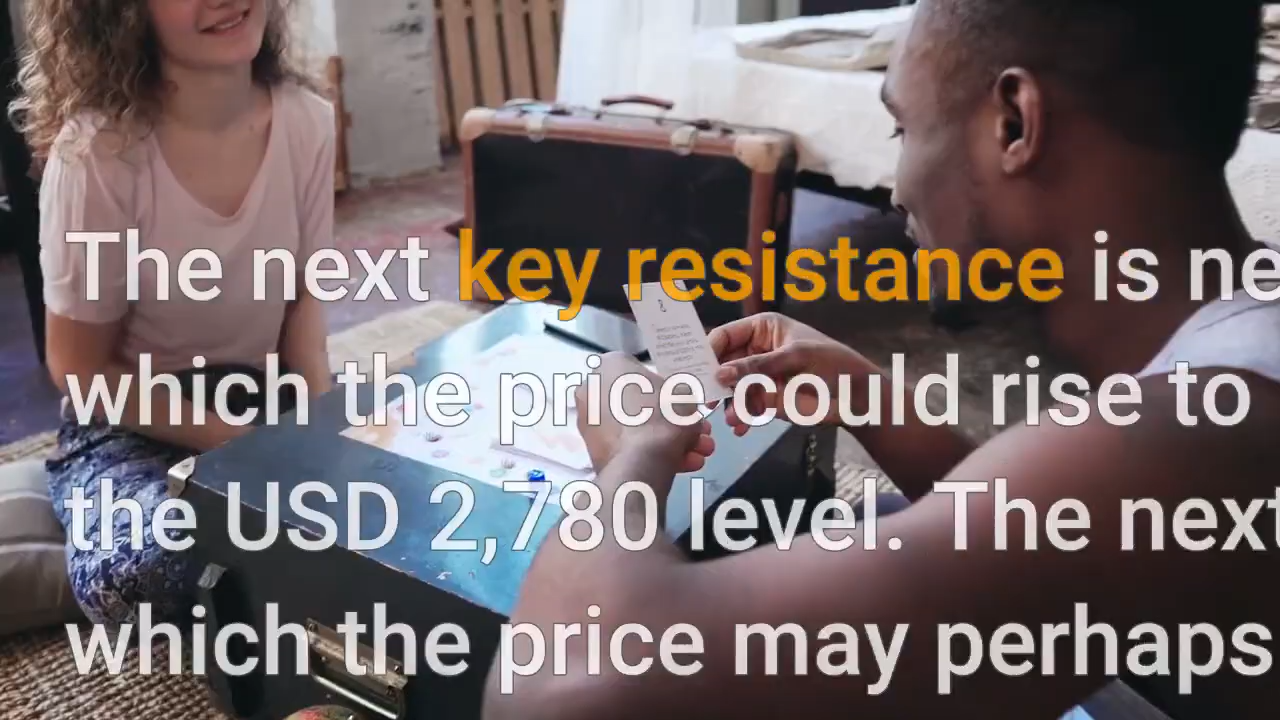 The next key resistance is ne
which the price could rise to
the USD 2,780 level. The next
which the price may perhaps